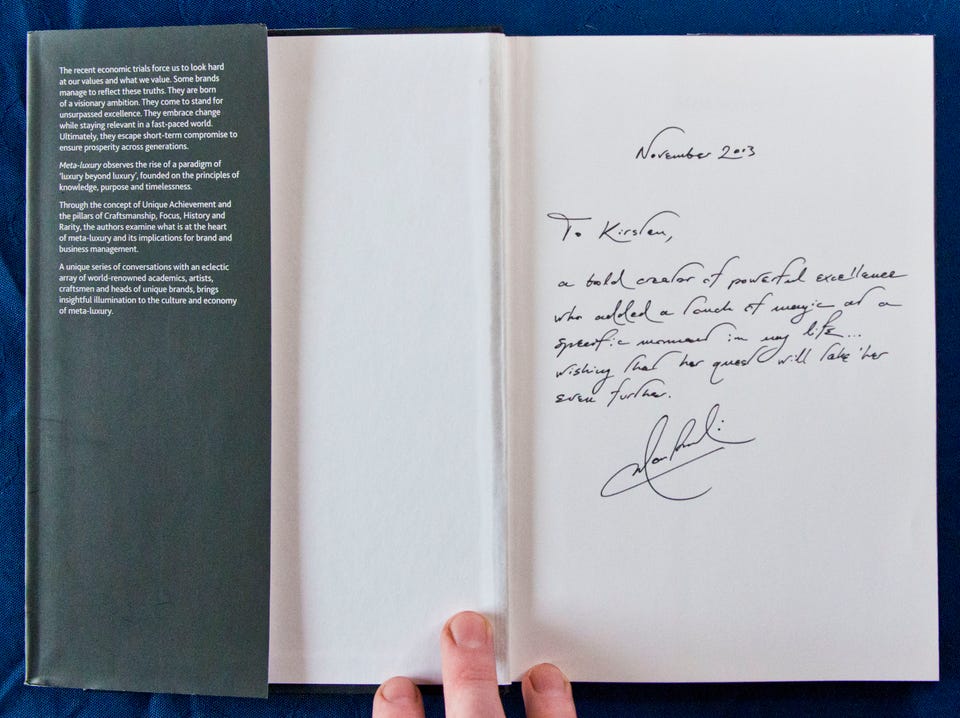 The recent economic trials force us to look hard
at our values and what we value. Some brands
manage to reflect these truths. They are born
of a visionary ambition. They come to stand for
unsurpassed excellence. They embrace change
while staying relevant in a fast-paced world.
Ultimately, they escape short-term compromise to
ensure prosperity across generations.
Meta-luxury observes the rise of a paradigm of
‘luxury beyond luxury’, founded on the principles of
knowledge, purpose and timelessness.
Through the concept of Unique Achievement and
the pillars of Craftsmanship, Focus, History and
Rarity, the authors examine what is at the heart
of meta-luxury and its implications for brand and
business management.
A unique series of conversations with an eclectic
array of world-renowned academics, artists,
craftsmen and heads of unique brands, brings
insightful illumination to the culture and economy
of meta-luxury.
November 2013
To Kirsten,
a bold creator of powerful excellence
who added a touch of magic at a
specific moment in my life...
wishing that her quest will take her
even further.